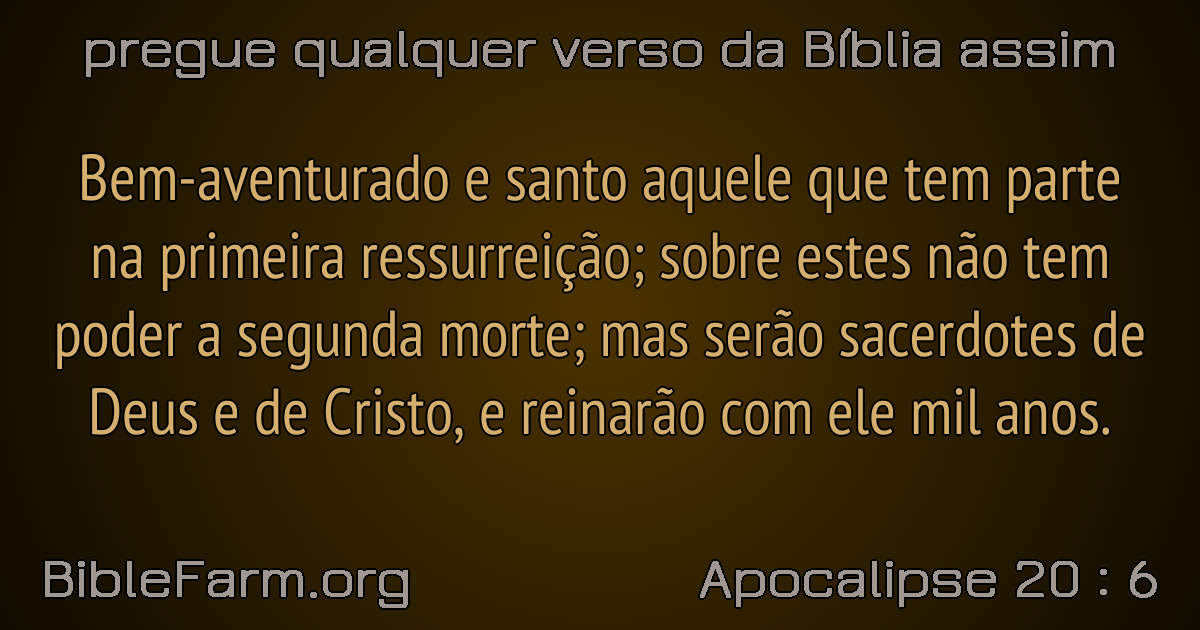 pregue qualquer verso da Bíblia assim
Bem-aventurado e santo aquele que tem parte
na primeira ressurreição; sobre estes não tem
poder a segunda morte; mas serão sacerdotes de
Deus e de Cristo, e reinarão com ele mil anos.
BibleFarm.org
Apocalipse 20 : 6